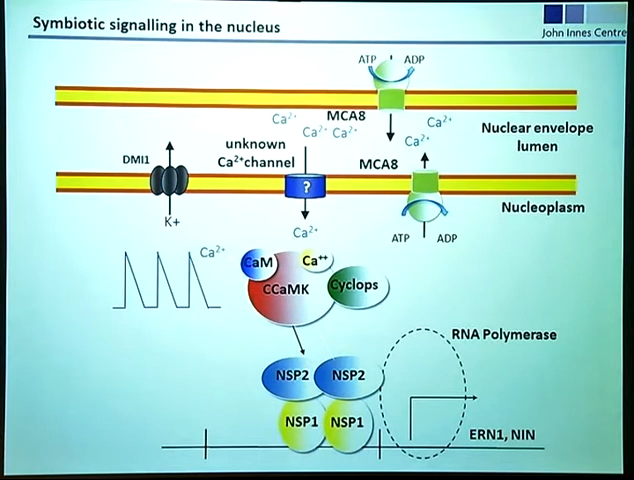 Symbiotic signalling in the nucleus
John Innes Centre
ATP
ADP
MCA8
Ca²⁺
Ca²⁺
Ca²⁺
Ca²⁺
Ca²⁺
Nuclear envelope
lumen
unknown
Ca²⁺channel
MCA8
DMI1
?
Nucleoplasm
K+
Ca²⁺
ATP
ADP
Ca²⁺
CaM
Ca⁺⁺
CCaMK
Cyclops
RNA Polymerase
NSP2
NSP2
NSP1
NSP1
ERN1, NIN